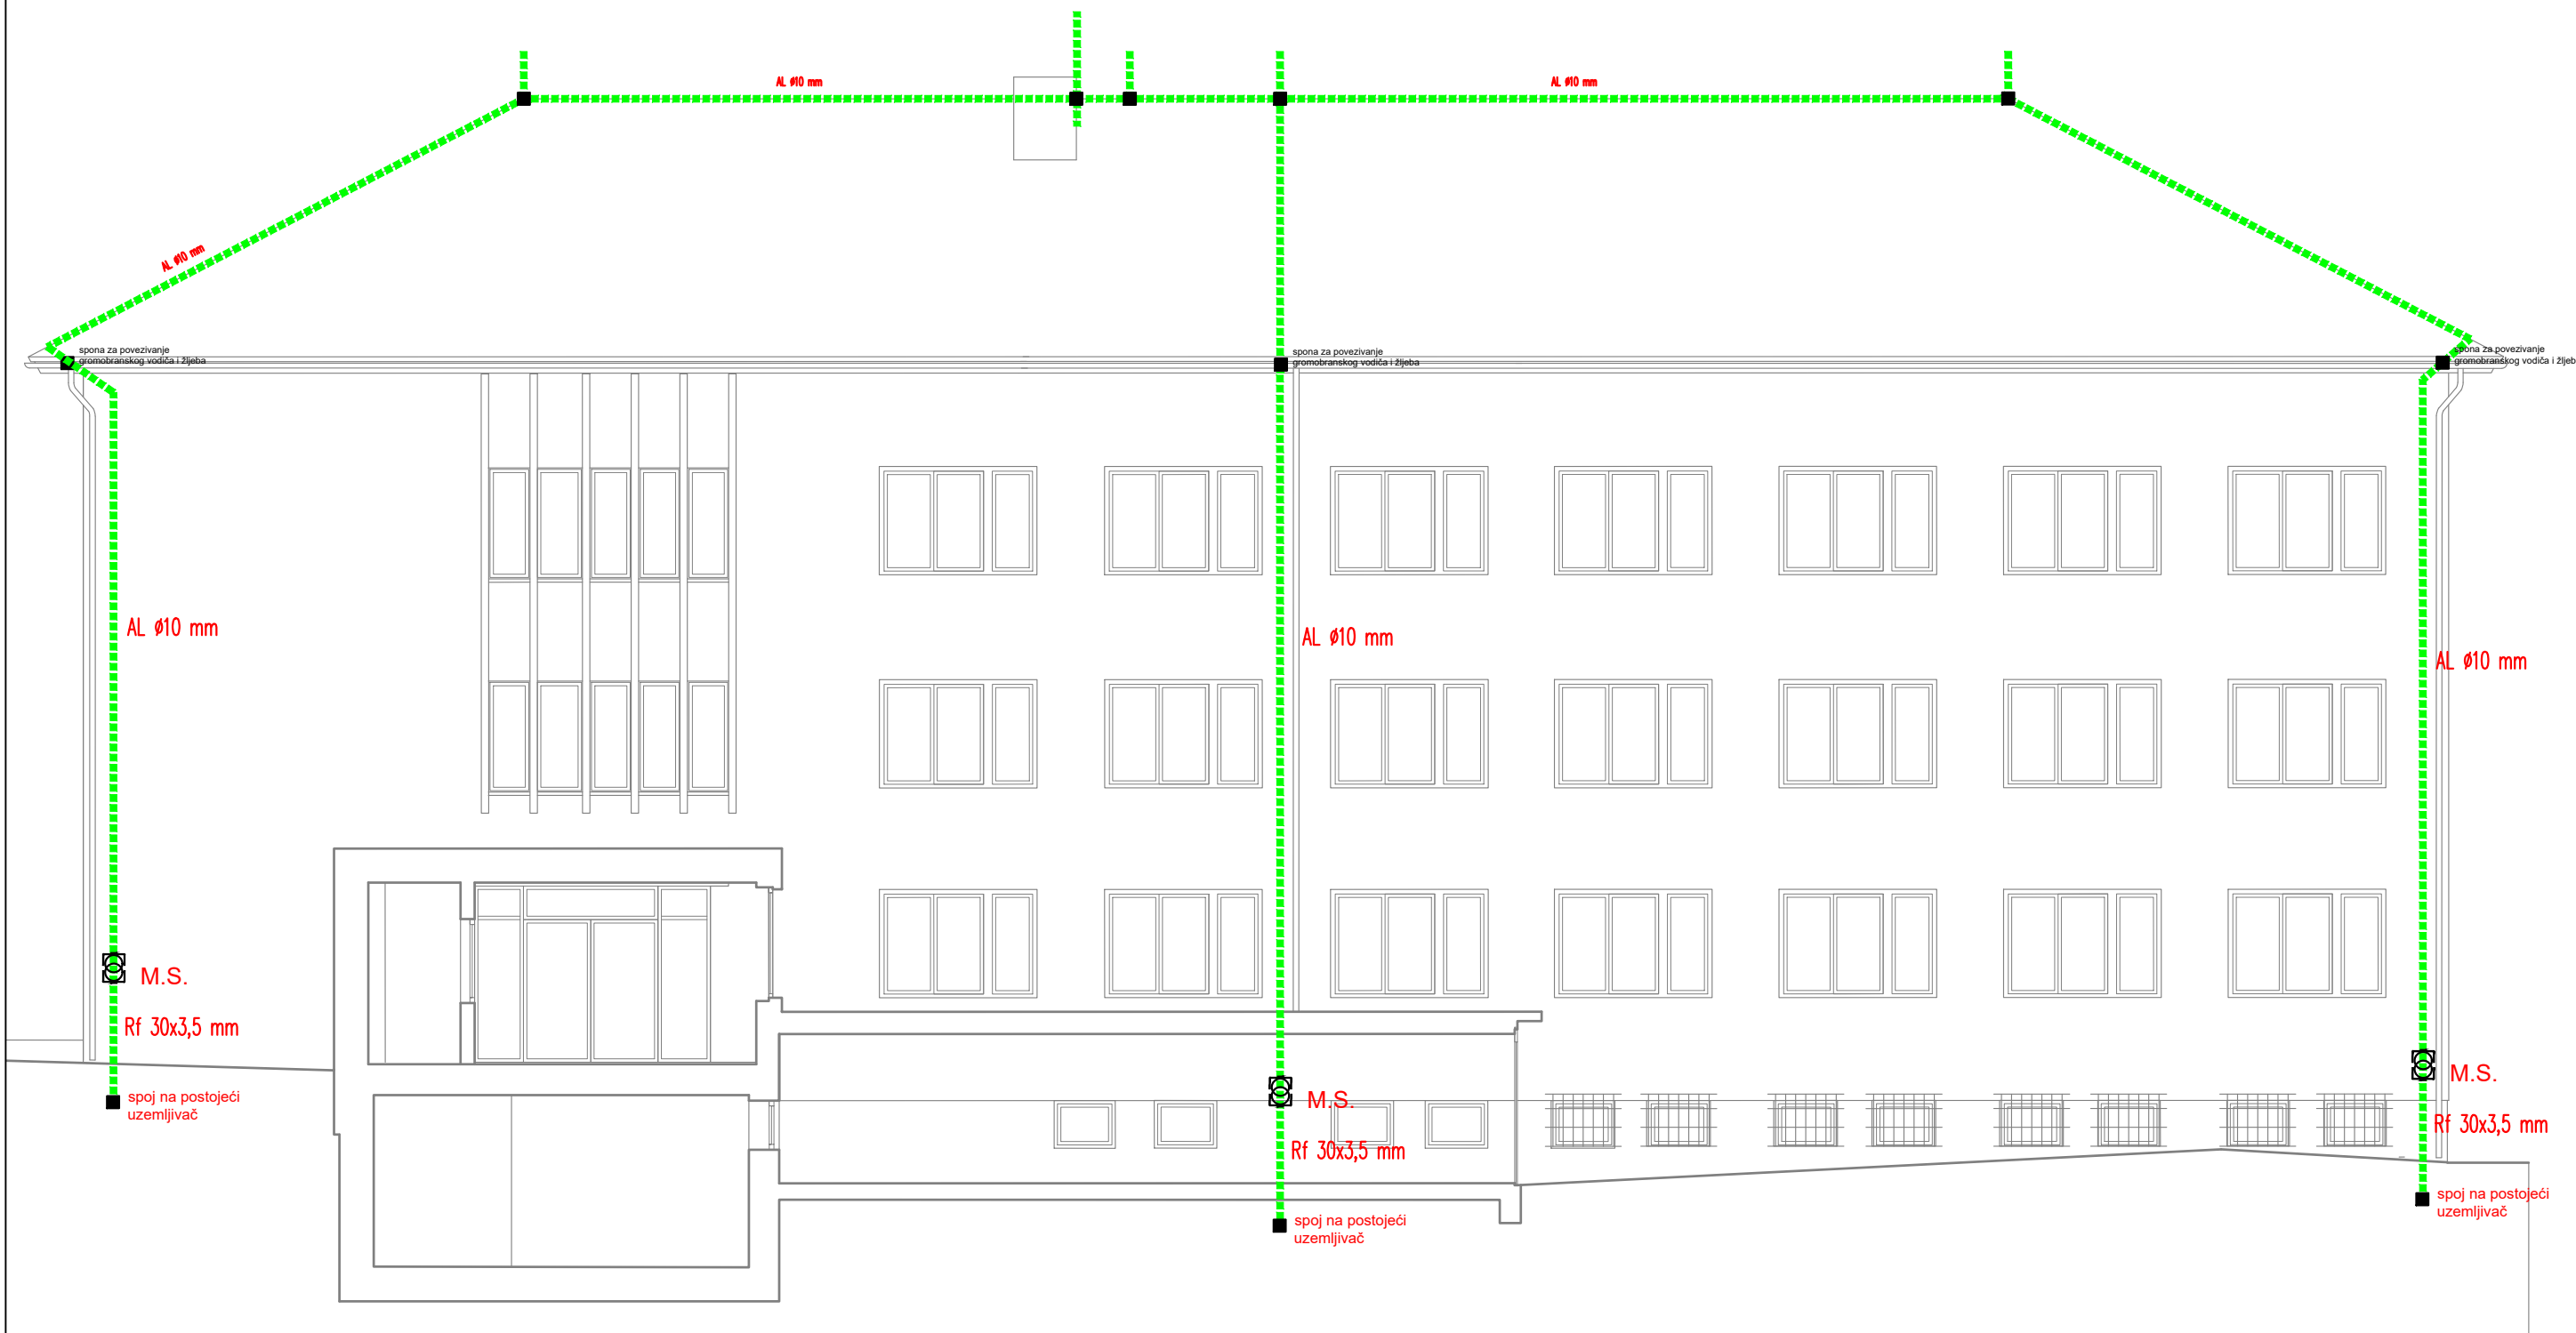 AL ø10 mm
AL ø10 mm
AL ø10 mm
spona za povezivanje
gromobranskog vodiča i žljeba
spona za povezivanje
gromobranskog vodiča i žljeba
spona za povezivanje
gromobranskog vodiča i žljeb
AL ø10 mm
AL ø10 mm
AL ø10 mm
M.S.
Rf 30x3,5 mm
spoj na postojeći
uzemljivač
M.S.
Rf 30x3,5 mm
spoj na postojeći
uzemljivač
M.S.
Rf 30x3,5 mm
spoj na postojeći
uzemljivač